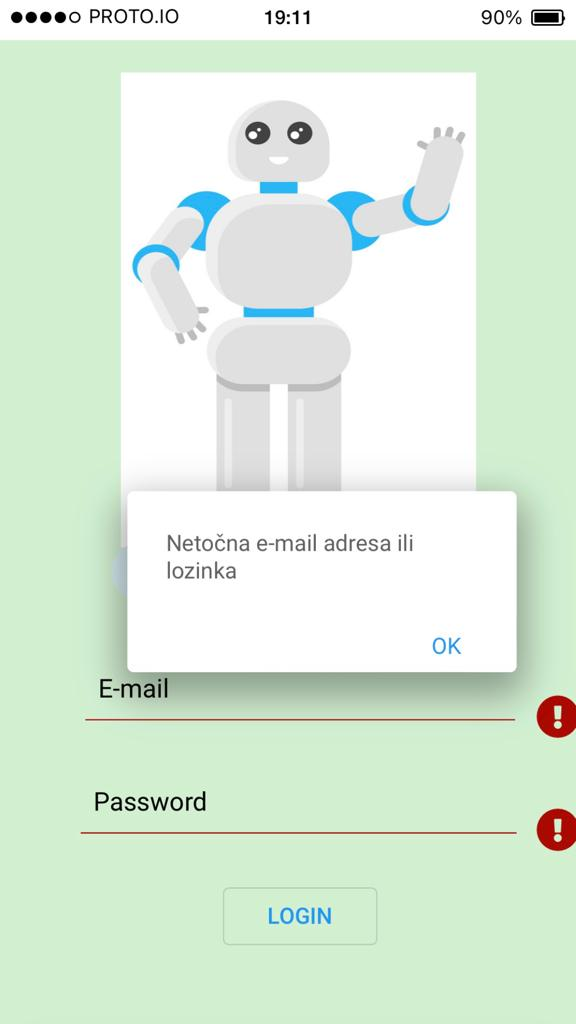 PROTO.IO 19:11 90%
Netočna e-mail adresa ili
lozinka
OK
E-mail
!
Password
!
LOGIN